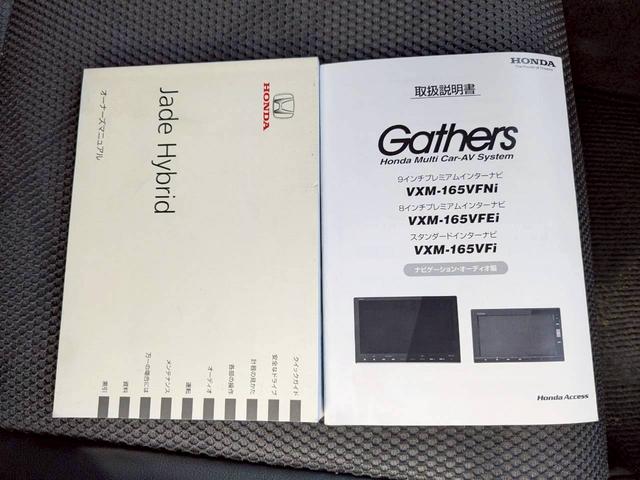 HONDA
Jade Hybrid
オーナーズマニュアル
クイックガイド
安全なドライブ
計器の見かた
各部の操作
オーディオ
運転
メンテナンス
万一の場合には
資料
索引
HONDA
The Power of Dreams
取扱説明書
Gathers
Honda Multi Car-AV System
9インチプレミアムインターナビ
VXM-165VFNi
8インチプレミアムインターナビ
VXM-165VFEi
スタンダードインターナビ
VXM-165VFi
ナビゲーション・オーディオ編
Honda Access